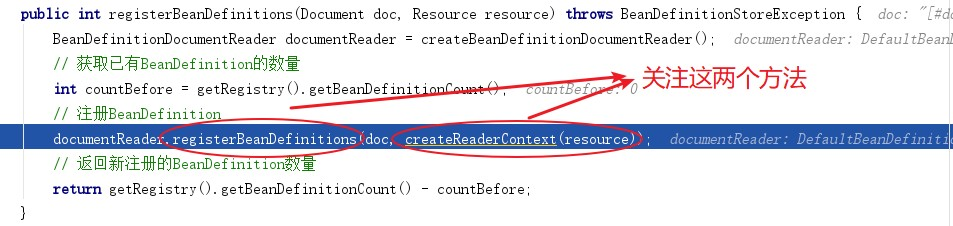 public int registerBeanDefinitions(Document doc, Resource resource) throws BeanDefinitionStoreException {  doc: "[#do
BeanDefinitionDocumentReader documentReader = createBeanDefinitionDocumentReader();  documentReader: DefaultBeanD
// 获取已有BeanDefinition的数量
关注这两个方法
int countBefore = getRegistry().getBeanDefinitionCount();  countBefore: 0
// 注册BeanDefinition
documentReader.registerBeanDefinitions(doc, createReaderContext(resource));  documentReader: DefaultBeanDefinitio
// 返回新注册的BeanDefinition数量
return getRegistry().getBeanDefinitionCount() - countBefore;
}